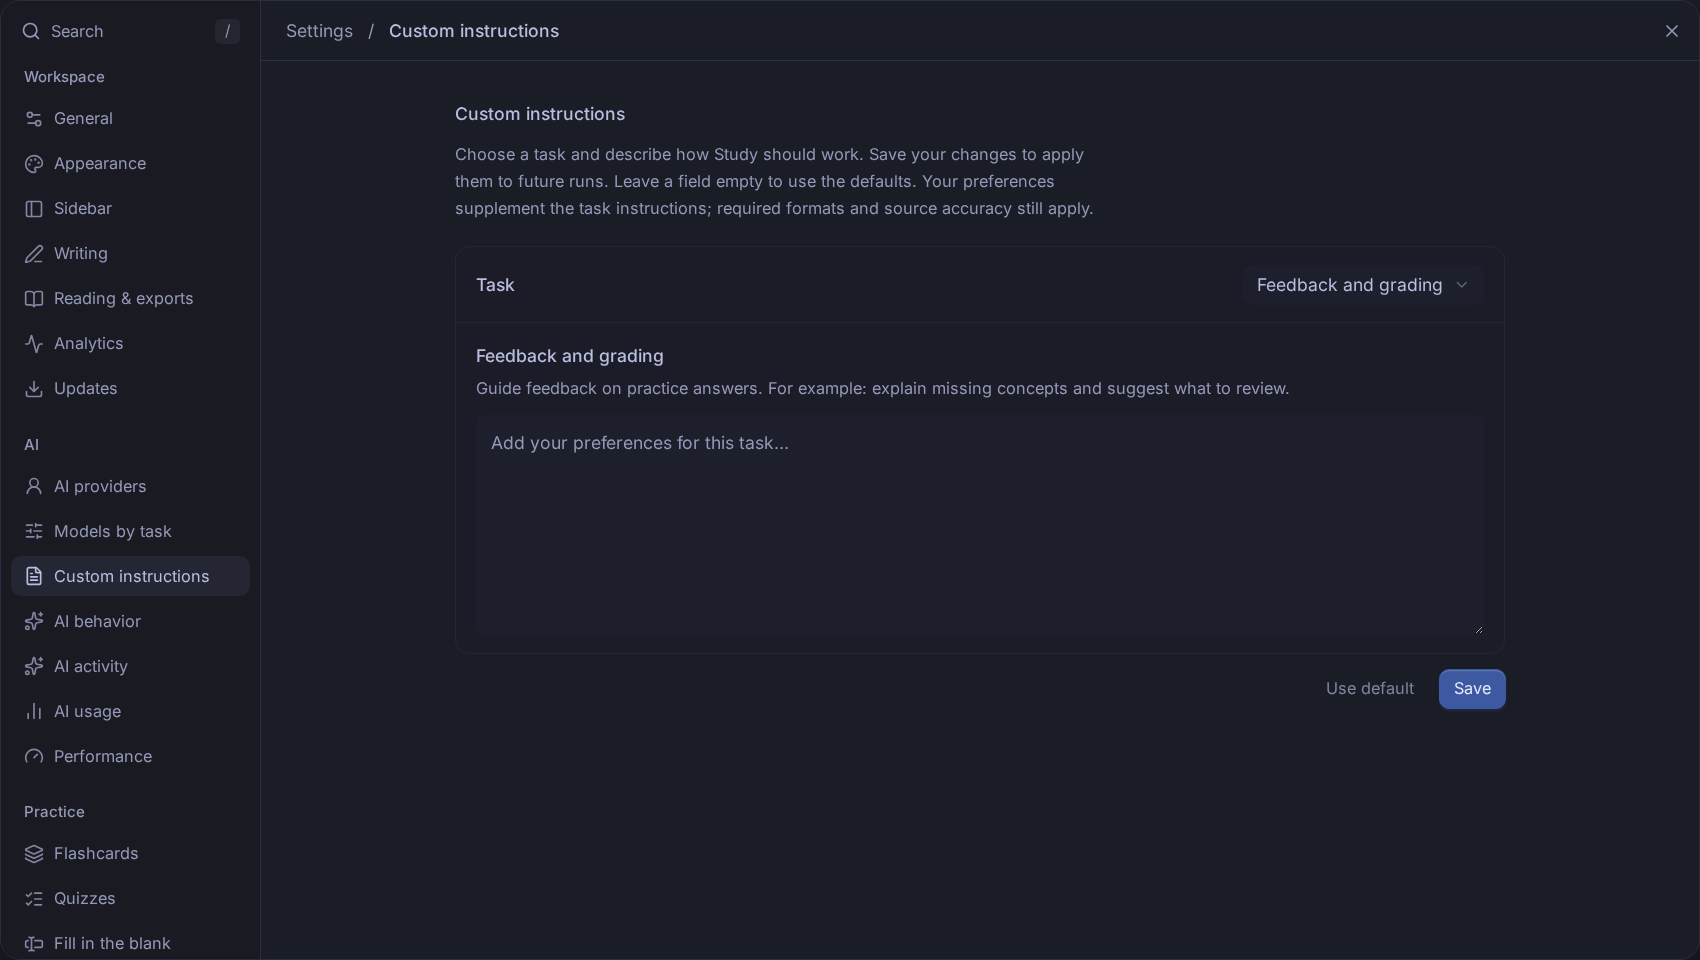 Search /
Settings / Custom instructions
Workspace
General
Appearance
Sidebar
Writing
Reading & exports
Analytics
Updates
AI
AI providers
Models by task
Custom instructions
AI behavior
AI activity
AI usage
Performance
Practice
Flashcards
Quizzes
Fill in the blank
Custom instructions
Choose a task and describe how Study should work. Save your changes to apply
them to future runs. Leave a field empty to use the defaults. Your preferences
supplement the task instructions; required formats and source accuracy still apply.
Task
Feedback and grading
Feedback and grading
Guide feedback on practice answers. For example: explain missing concepts and suggest what to review.
Add your preferences for this task...
Use default
Save